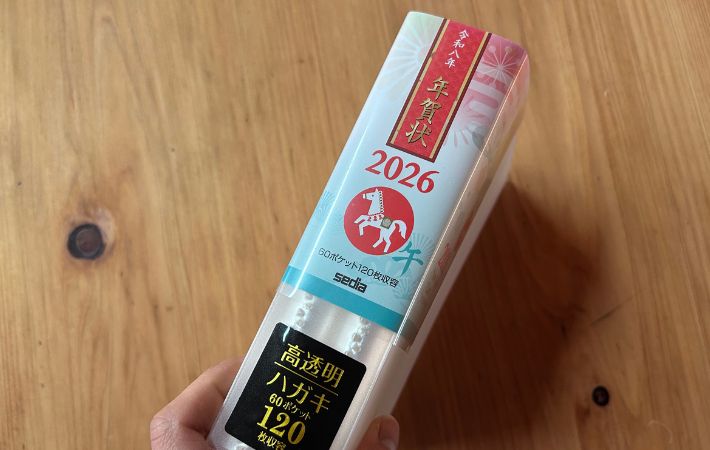 令和八年
年賀状
2026
午
60ポケット120枚収容
sedia
高透明
ハガキ
60ポケット
120
枚収容